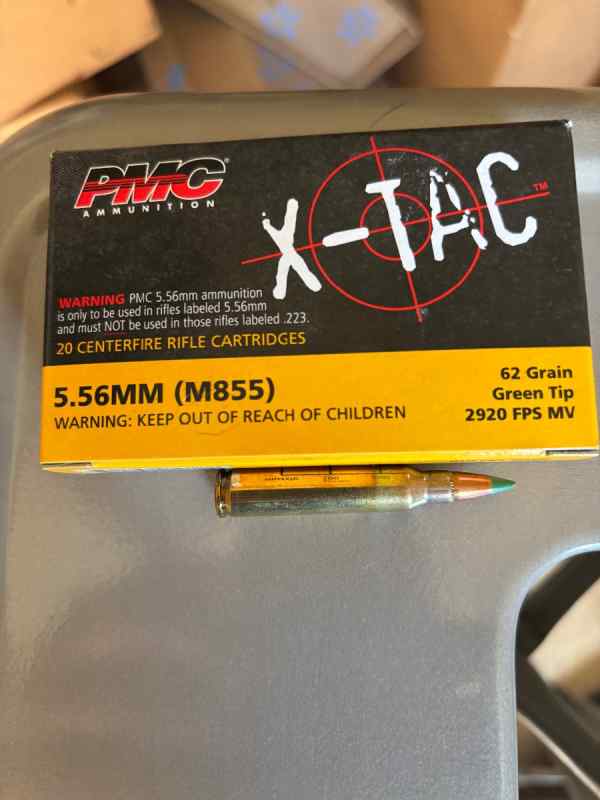 PMC®
AMMUNITION
X-TAC™
WARNING PMC 5.56mm ammunition
is only to be used in rifles labeled 5.56mm
and must NOT be used in those rifles labeled .223.
20 CENTERFIRE RIFLE CARTRIDGES
5.56MM (M855)
WARNING: KEEP OUT OF REACH OF CHILDREN
62 Grain
Green Tip
2920 FPS MV